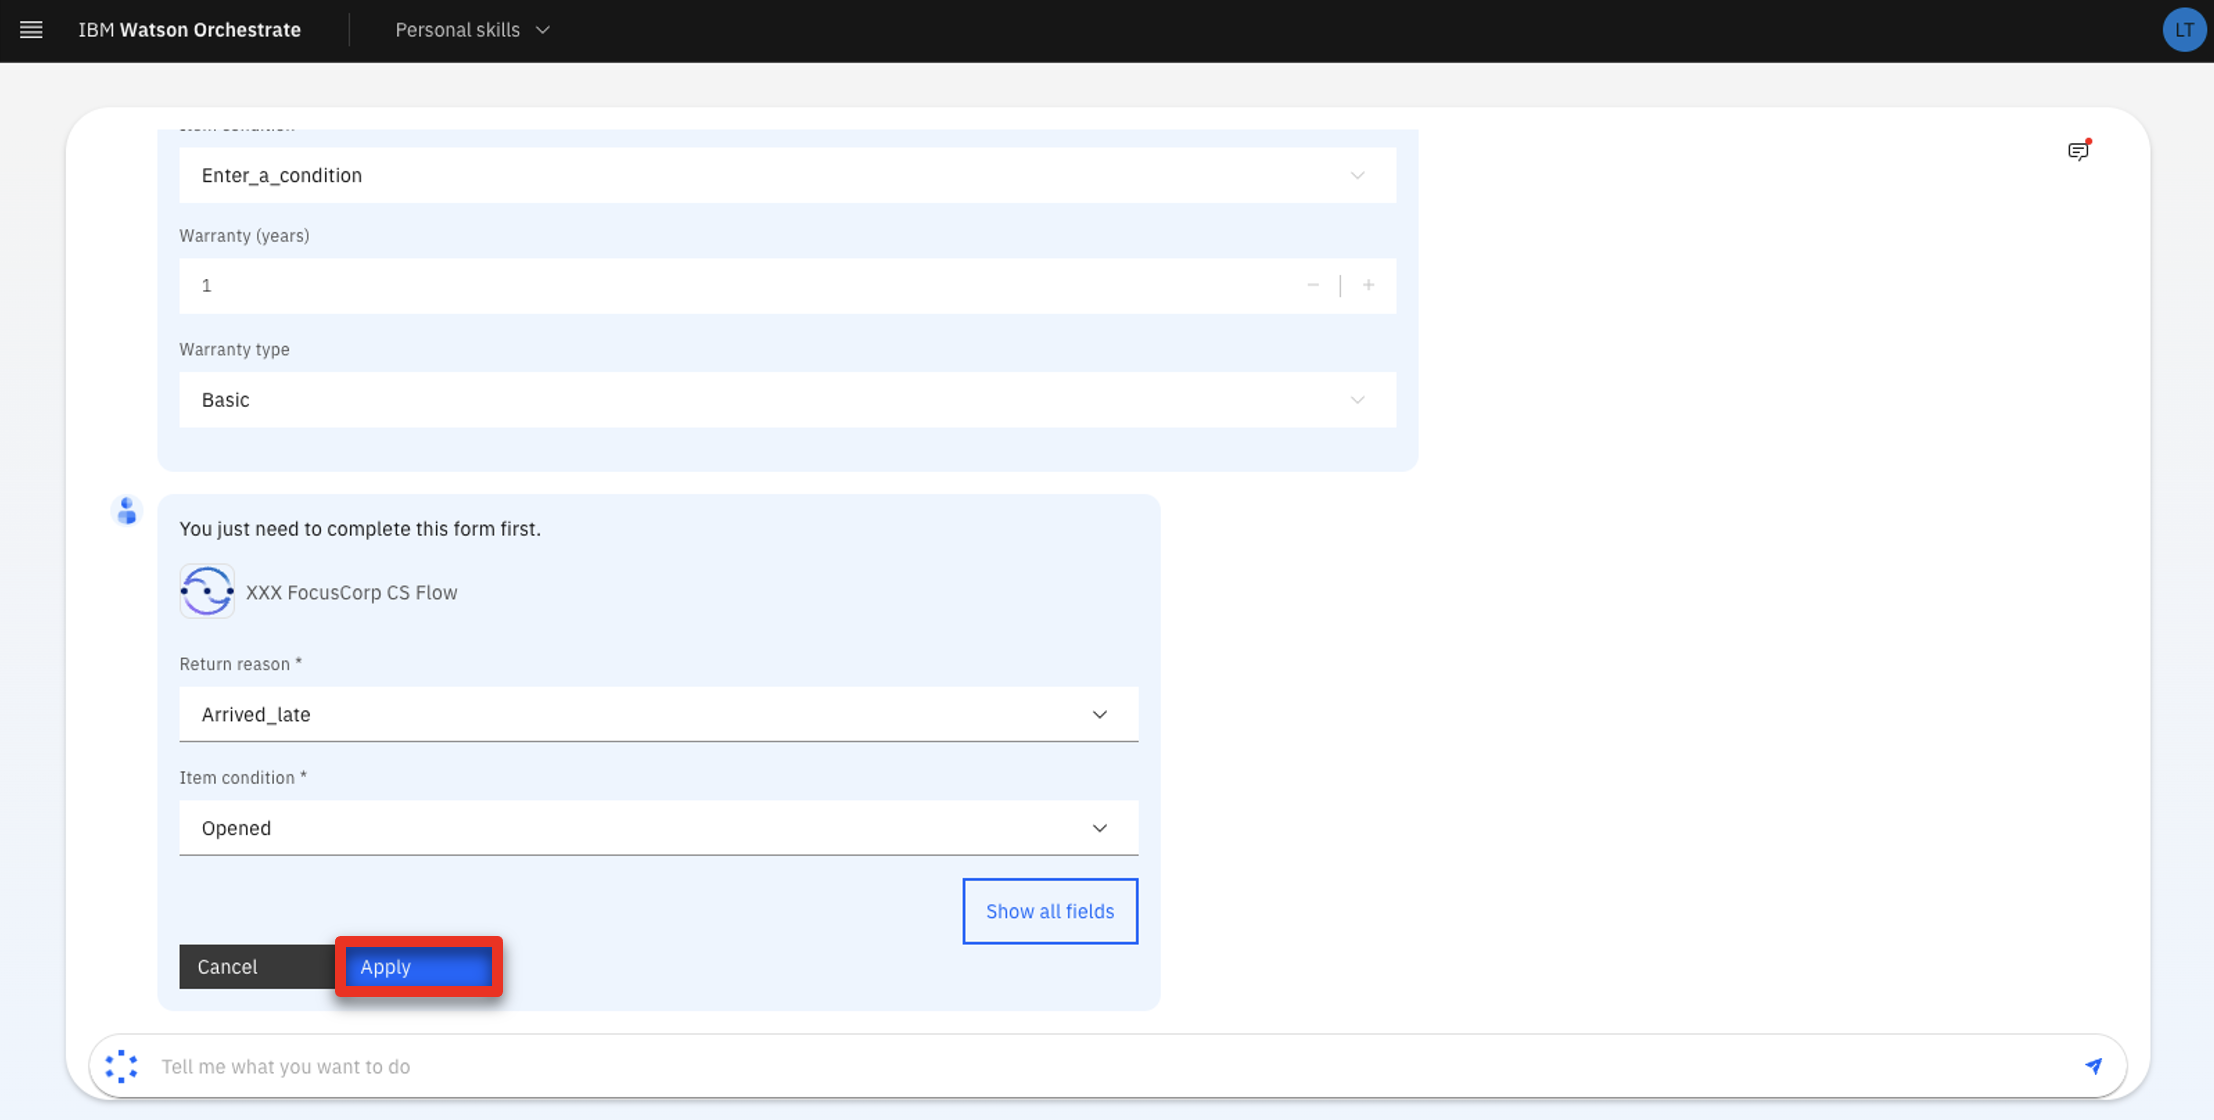 IBM Watson Orchestrate
Personal skills
LT
Item condition
Enter_a_condition
Warranty (years)
1
Warranty type
Basic
You just need to complete this form first.
XXX FocusCorp CS Flow
Return reason *
Arrived_late
Item condition *
Opened
Show all fields
Cancel
Apply
Tell me what you want to do